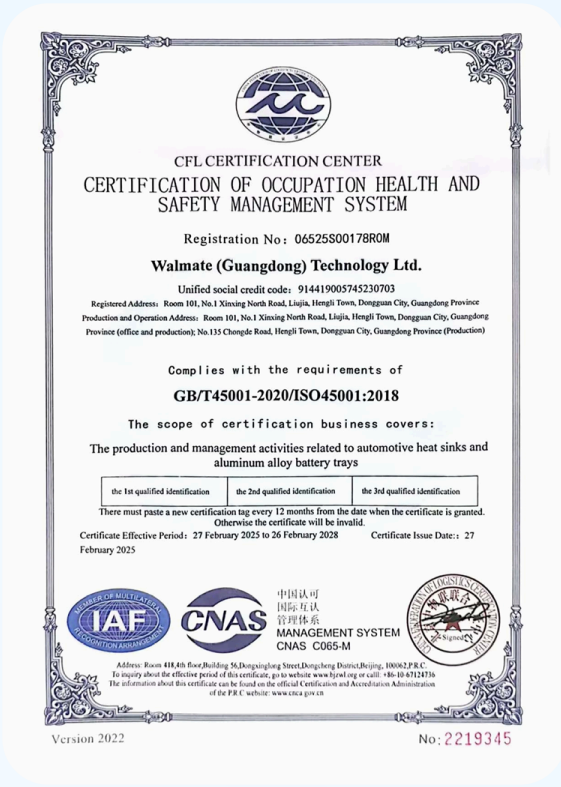 CFL CERTIFICATION CENTER
CERTIFICATION OF OCCUPATION HEALTH AND
SAFETY MANAGEMENT SYSTEM
Registration No: 06525S00178R0M
Walmate (Guangdong) Technology Ltd.
Unified social credit code: 914419005745230703
Registered Address: Room 101, No.1 Xinxing North Road, Liujia, Hengli Town, Dongguan City, Guangdong Province
Production and Operation Address: Room 101, No.1 Xinxing North Road, Liujia, Hengli Town, Dongguan City, Guangdong
Province (office and production); No.135 Chongde Road, Hengli Town, Dongguan City, Guangdong Province (Production)
Complies with the requirements of
GB/T45001-2020/ISO45001:2018
The scope of certification business covers:
The production and management activities related to automotive heat sinks and
aluminum alloy battery trays
the 1st qualified identification
the 2nd qualified identification
the 3rd qualified identification
There must paste a new certification tag every 12 months from the date when the certificate is granted.
Otherwise the certificate will be invalid.
Certificate Effective Period: 27 February 2025 to 26 February 2028 Certificate Issue Date:: 27
February 2025
MEMBER OF MULTILATERAL
IAF
RECOGNITION ARRANGEMENT
CNAS
中国认可
国际互认
管理体系
MANAGEMENT SYSTEM
CNAS C065-M
Signed
Address: Room 418,4th floor,Building 56,Dongxinglong Street,Dongcheng District,Beijing, 100062,P.R.C.
To inquiry about the effective period of this certificate, go to website www.bjzwl.org or calll: +86-10-67124736
The information about this certificate can be found on the official Certification and Accreditation Administration
of the P.R.C website: www.cnca.gov.cn
Version 2022
No:2219345